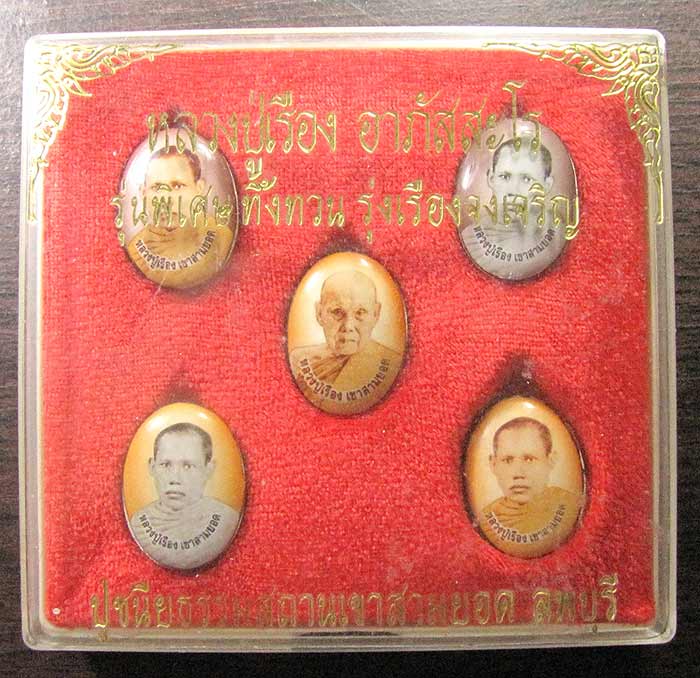 หลวงปู่เรือง อาภัสสะโร
รุ่นพิเศษ ทิ้งทวน รุ่งเรืองจงเจริญ
หลวงปู่เรือง เขาสามยอด
หลวงปู่เรือง เขาสามยอด
หลวงปู่เรือง เขาสามยอด
หลวงปู่เรือง เขาสามยอด
หลวงปู่เรือง เขาสามยอด
ปูชนียธรรมสถานเขาสามยอด ลพบุรี